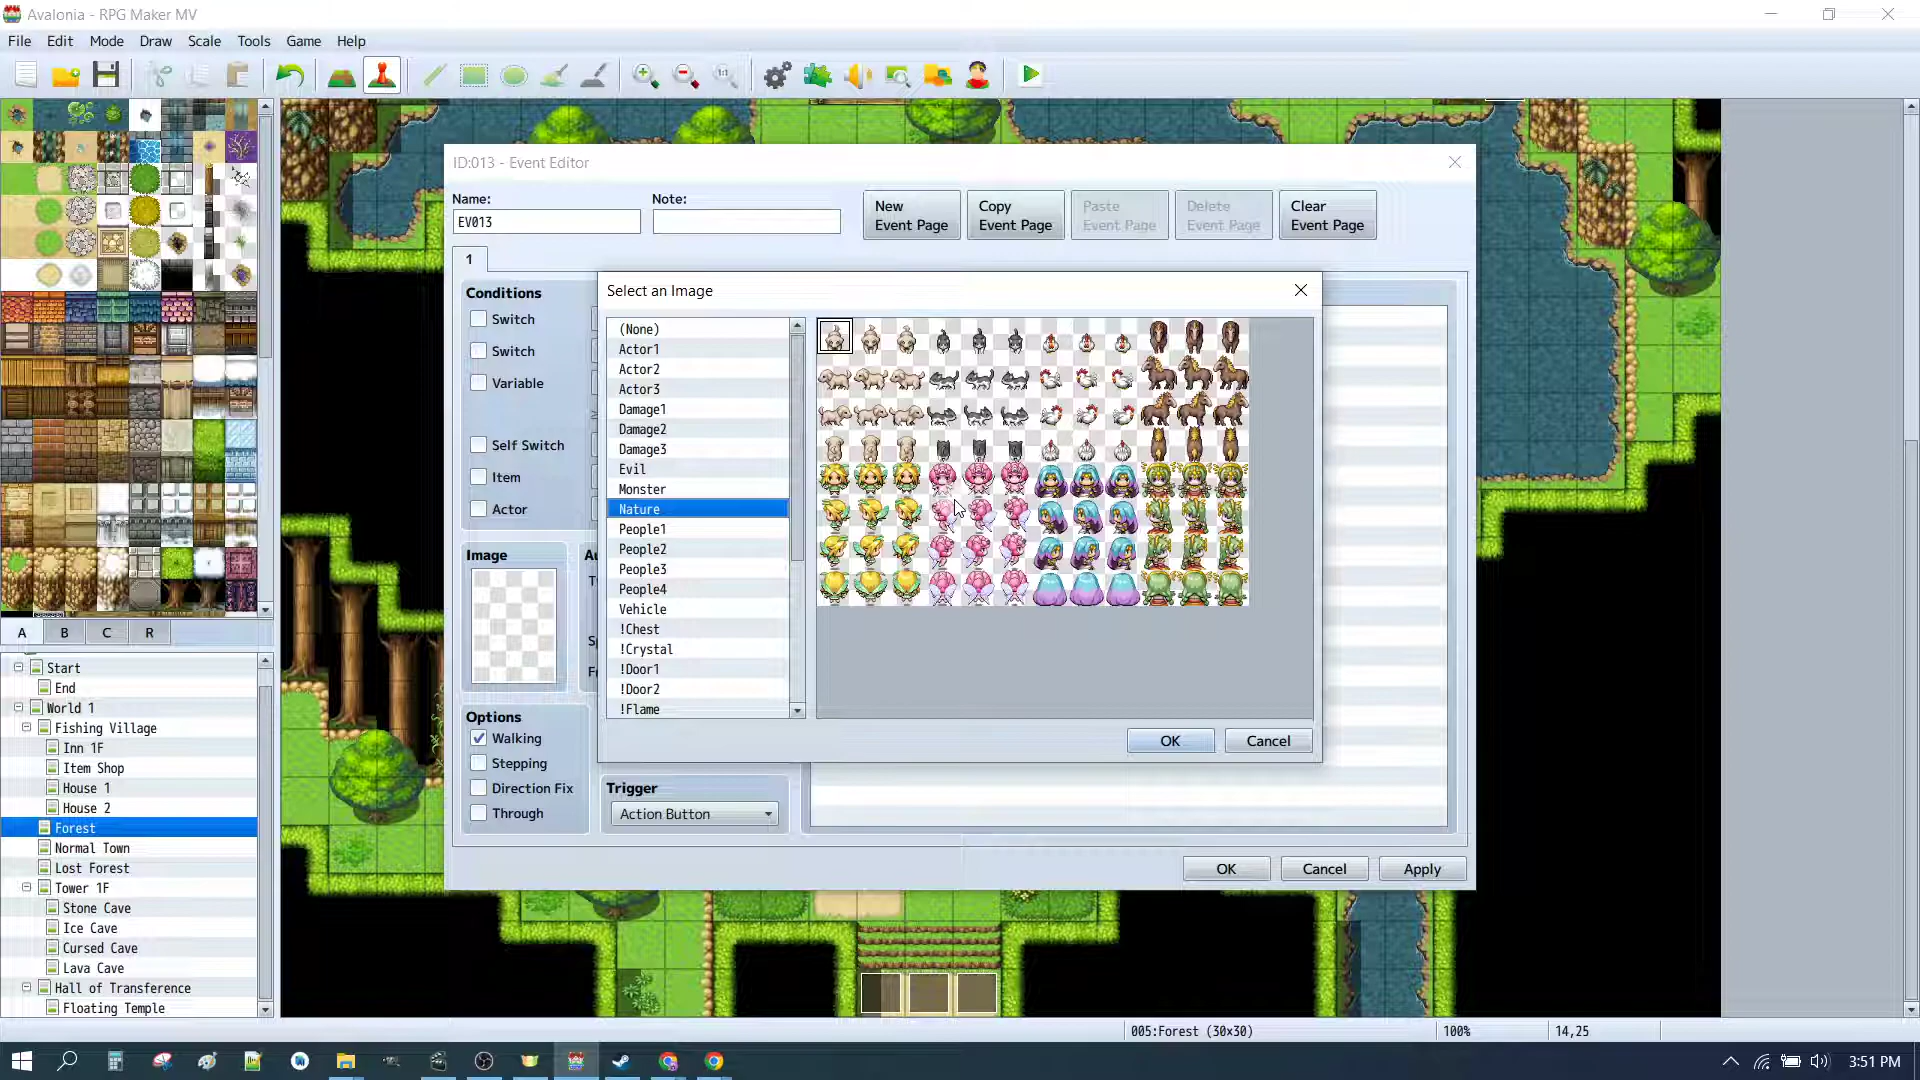 Avalonia - RPG Maker MV
File Edit Mode Draw Scale Tools Game Help
1:1
ID:013 - Event Editor
Name: Note:
EV013
New Event Page
Copy Event Page
Paste Event Page
Delete Event Page
Clear Event Page
1
Conditions
Switch
Switch
Variable
Self Switch
Item
Actor
Image
Options
Walking
Stepping
Direction Fix
Through
Trigger
Action Button
OK Cancel Apply
Select an Image
(None)
Actor1
Actor2
Actor3
Damage1
Damage2
Damage3
Evil
Monster
Nature
People1
People2
People3
People4
Vehicle
!Chest
!Crystal
!Door1
!Door2
!Flame
OK Cancel
A B C R
Start
End
World 1
Fishing Village
Inn 1F
Item Shop
House 1
House 2
Forest
Normal Town
Lost Forest
Tower 1F
Stone Cave
Ice Cave
Cursed Cave
Lava Cave
Hall of Transference
Floating Temple
005:Forest (30x30) 100% 14,25
3:51 PM